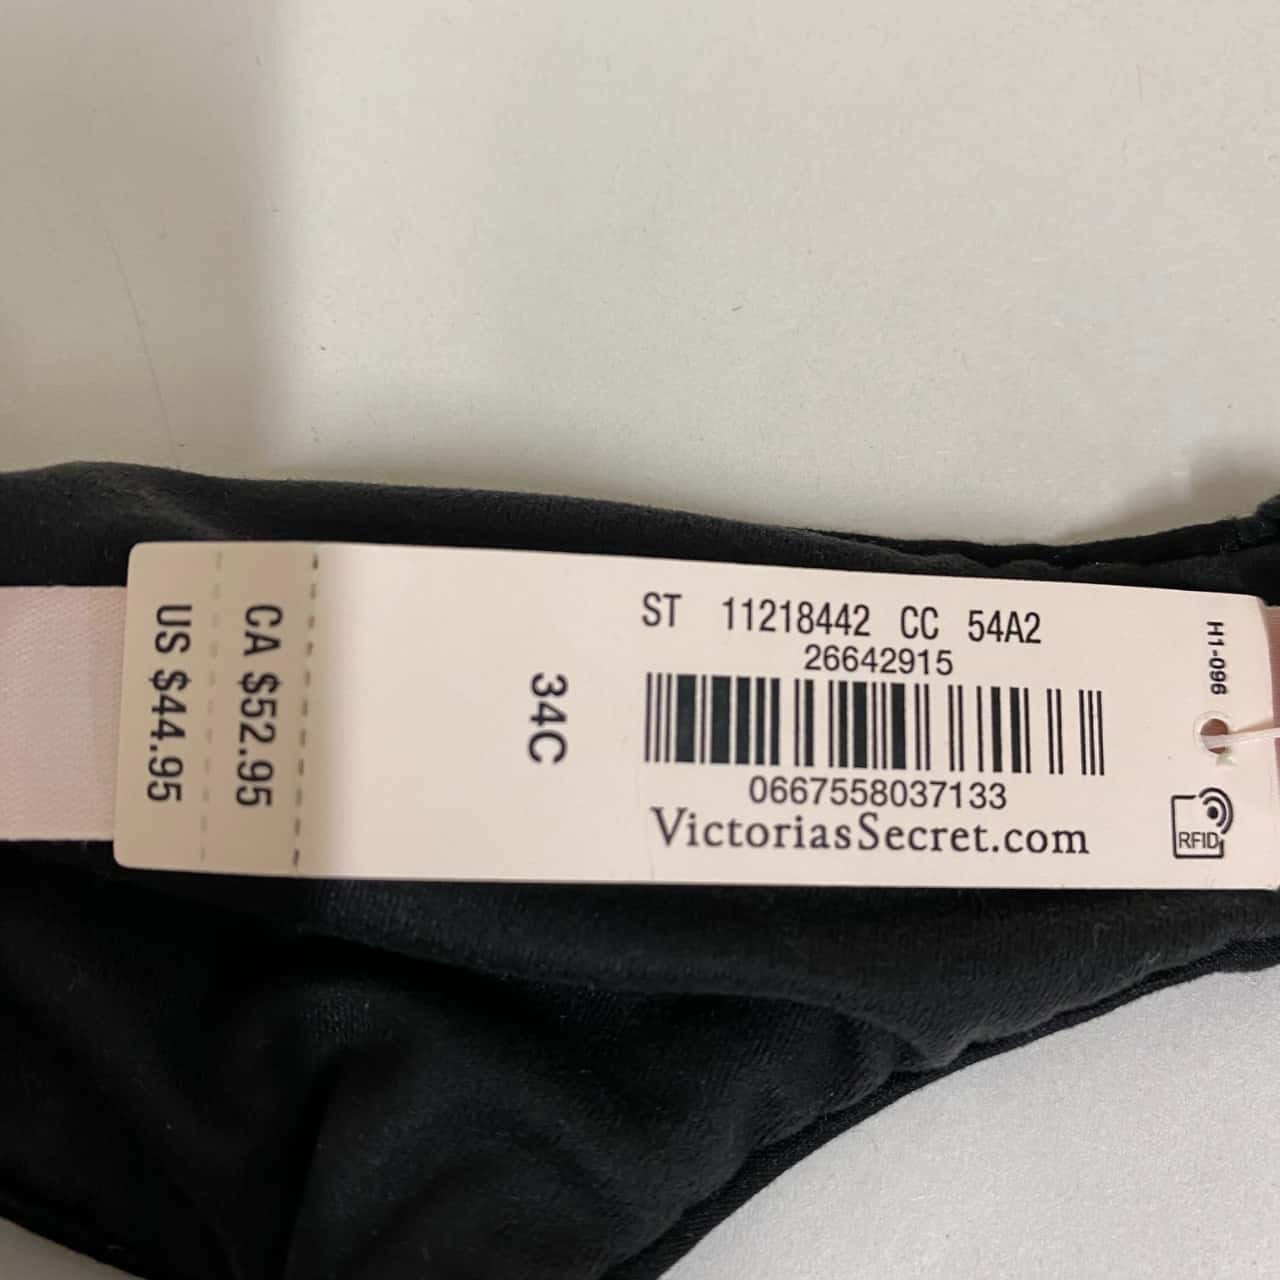 US $44.95
CA $52.95
34C
ST 11218442 CC 54A2
26642915
0667558037133
VictoriasSecret.com
H1-096
RFID